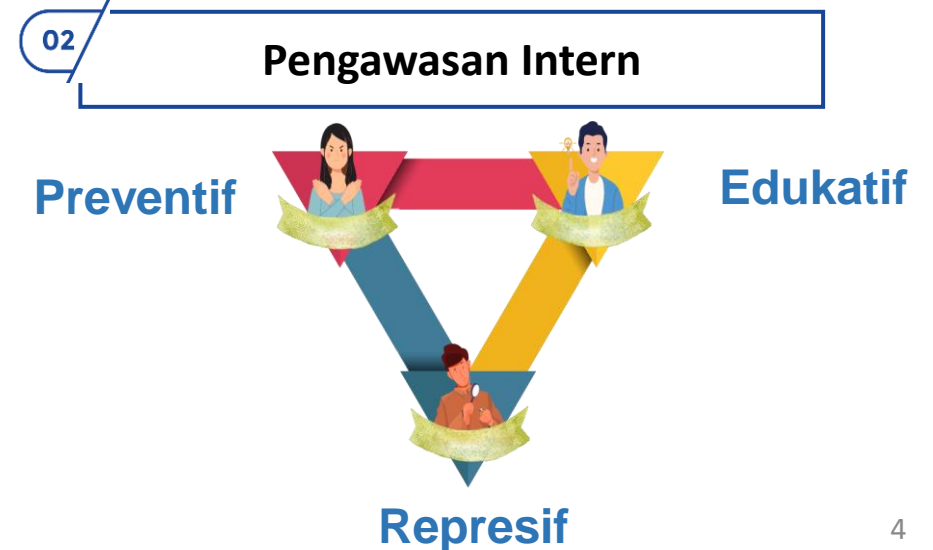 02
Pengawasan Intern
Preventif
Edukatif
Represif
4